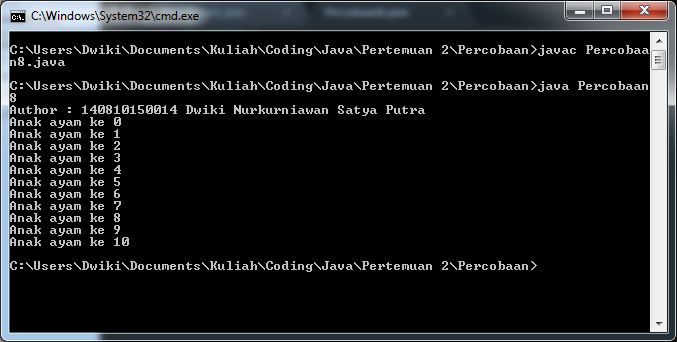 C:\Windows\System32\cmd.exe
C:\Users\Dwiki\Documents\Kuliah\Coding\Java\Pertemuan 2\Percobaan>javac Percobaa
n8.java
C:\Users\Dwiki\Documents\Kuliah\Coding\Java\Pertemuan 2\Percobaan>java Percobaan
8
Author : 140810150014 Dwiki Nurkurniawan Satya Putra
Anak ayam ke 0
Anak ayam ke 1
Anak ayam ke 2
Anak ayam ke 3
Anak ayam ke 4
Anak ayam ke 5
Anak ayam ke 6
Anak ayam ke 7
Anak ayam ke 8
Anak ayam ke 9
Anak ayam ke 10
C:\Users\Dwiki\Documents\Kuliah\Coding\Java\Pertemuan 2\Percobaan>